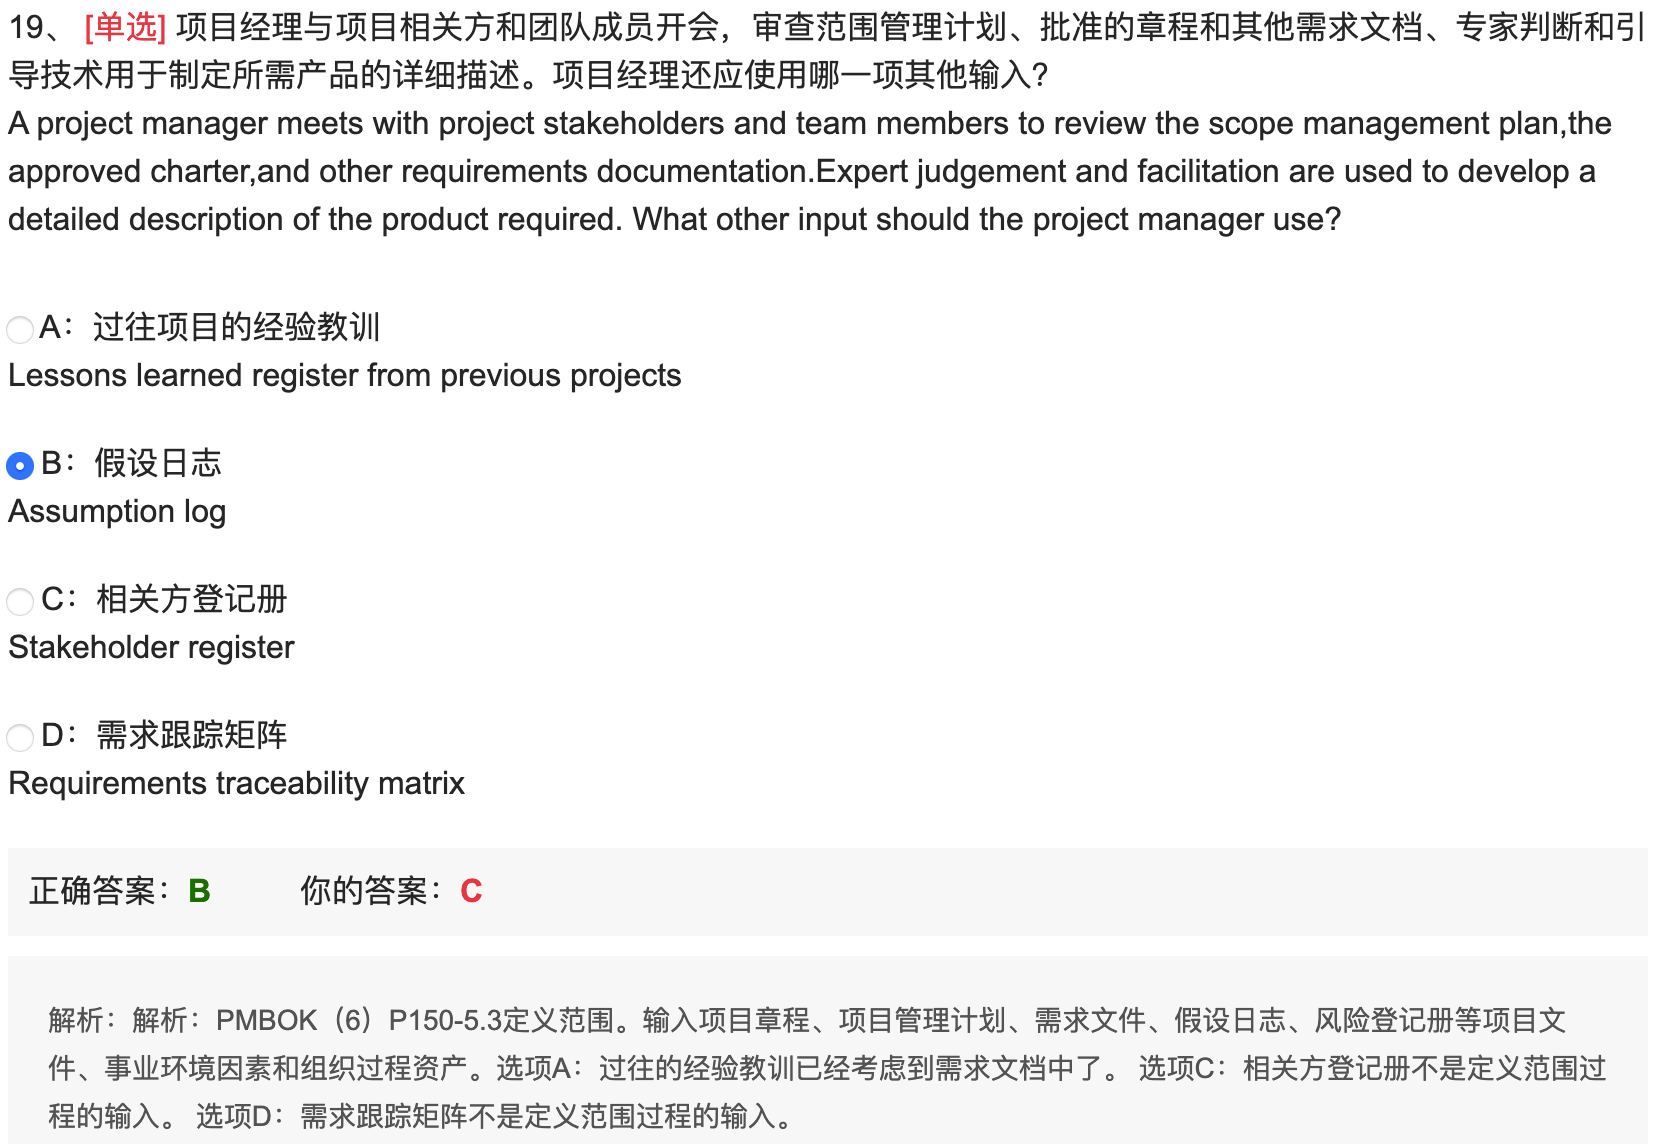 19、 [单选] 项目经理与项目相关方和团队成员开会，审查范围管理计划、批准的章程和其他需求文档、专家判断和引
导技术用于制定所需产品的详细描述。项目经理还应使用哪一项其他输入?
A project manager meets with project stakeholders and team members to review the scope management plan,the
approved charter,and other requirements documentation.Expert judgement and facilitation are used to develop a
detailed description of the product required. What other input should the project manager use?
A：过往项目的经验教训
Lessons learned register from previous projects
B：假设日志
Assumption log
C：相关方登记册
Stakeholder register
D：需求跟踪矩阵
Requirements traceability matrix
正确答案：B 你的答案：C
解析：解析：PMBOK（6）P150-5.3定义范围。输入项目章程、项目管理计划、需求文件、假设日志、风险登记册等项目文
件、事业环境因素和组织过程资产。选项A：过往的经验教训已经考虑到需求文档中了。 选项C：相关方登记册不是定义范围过
程的输入。 选项D：需求跟踪矩阵不是定义范围过程的输入。